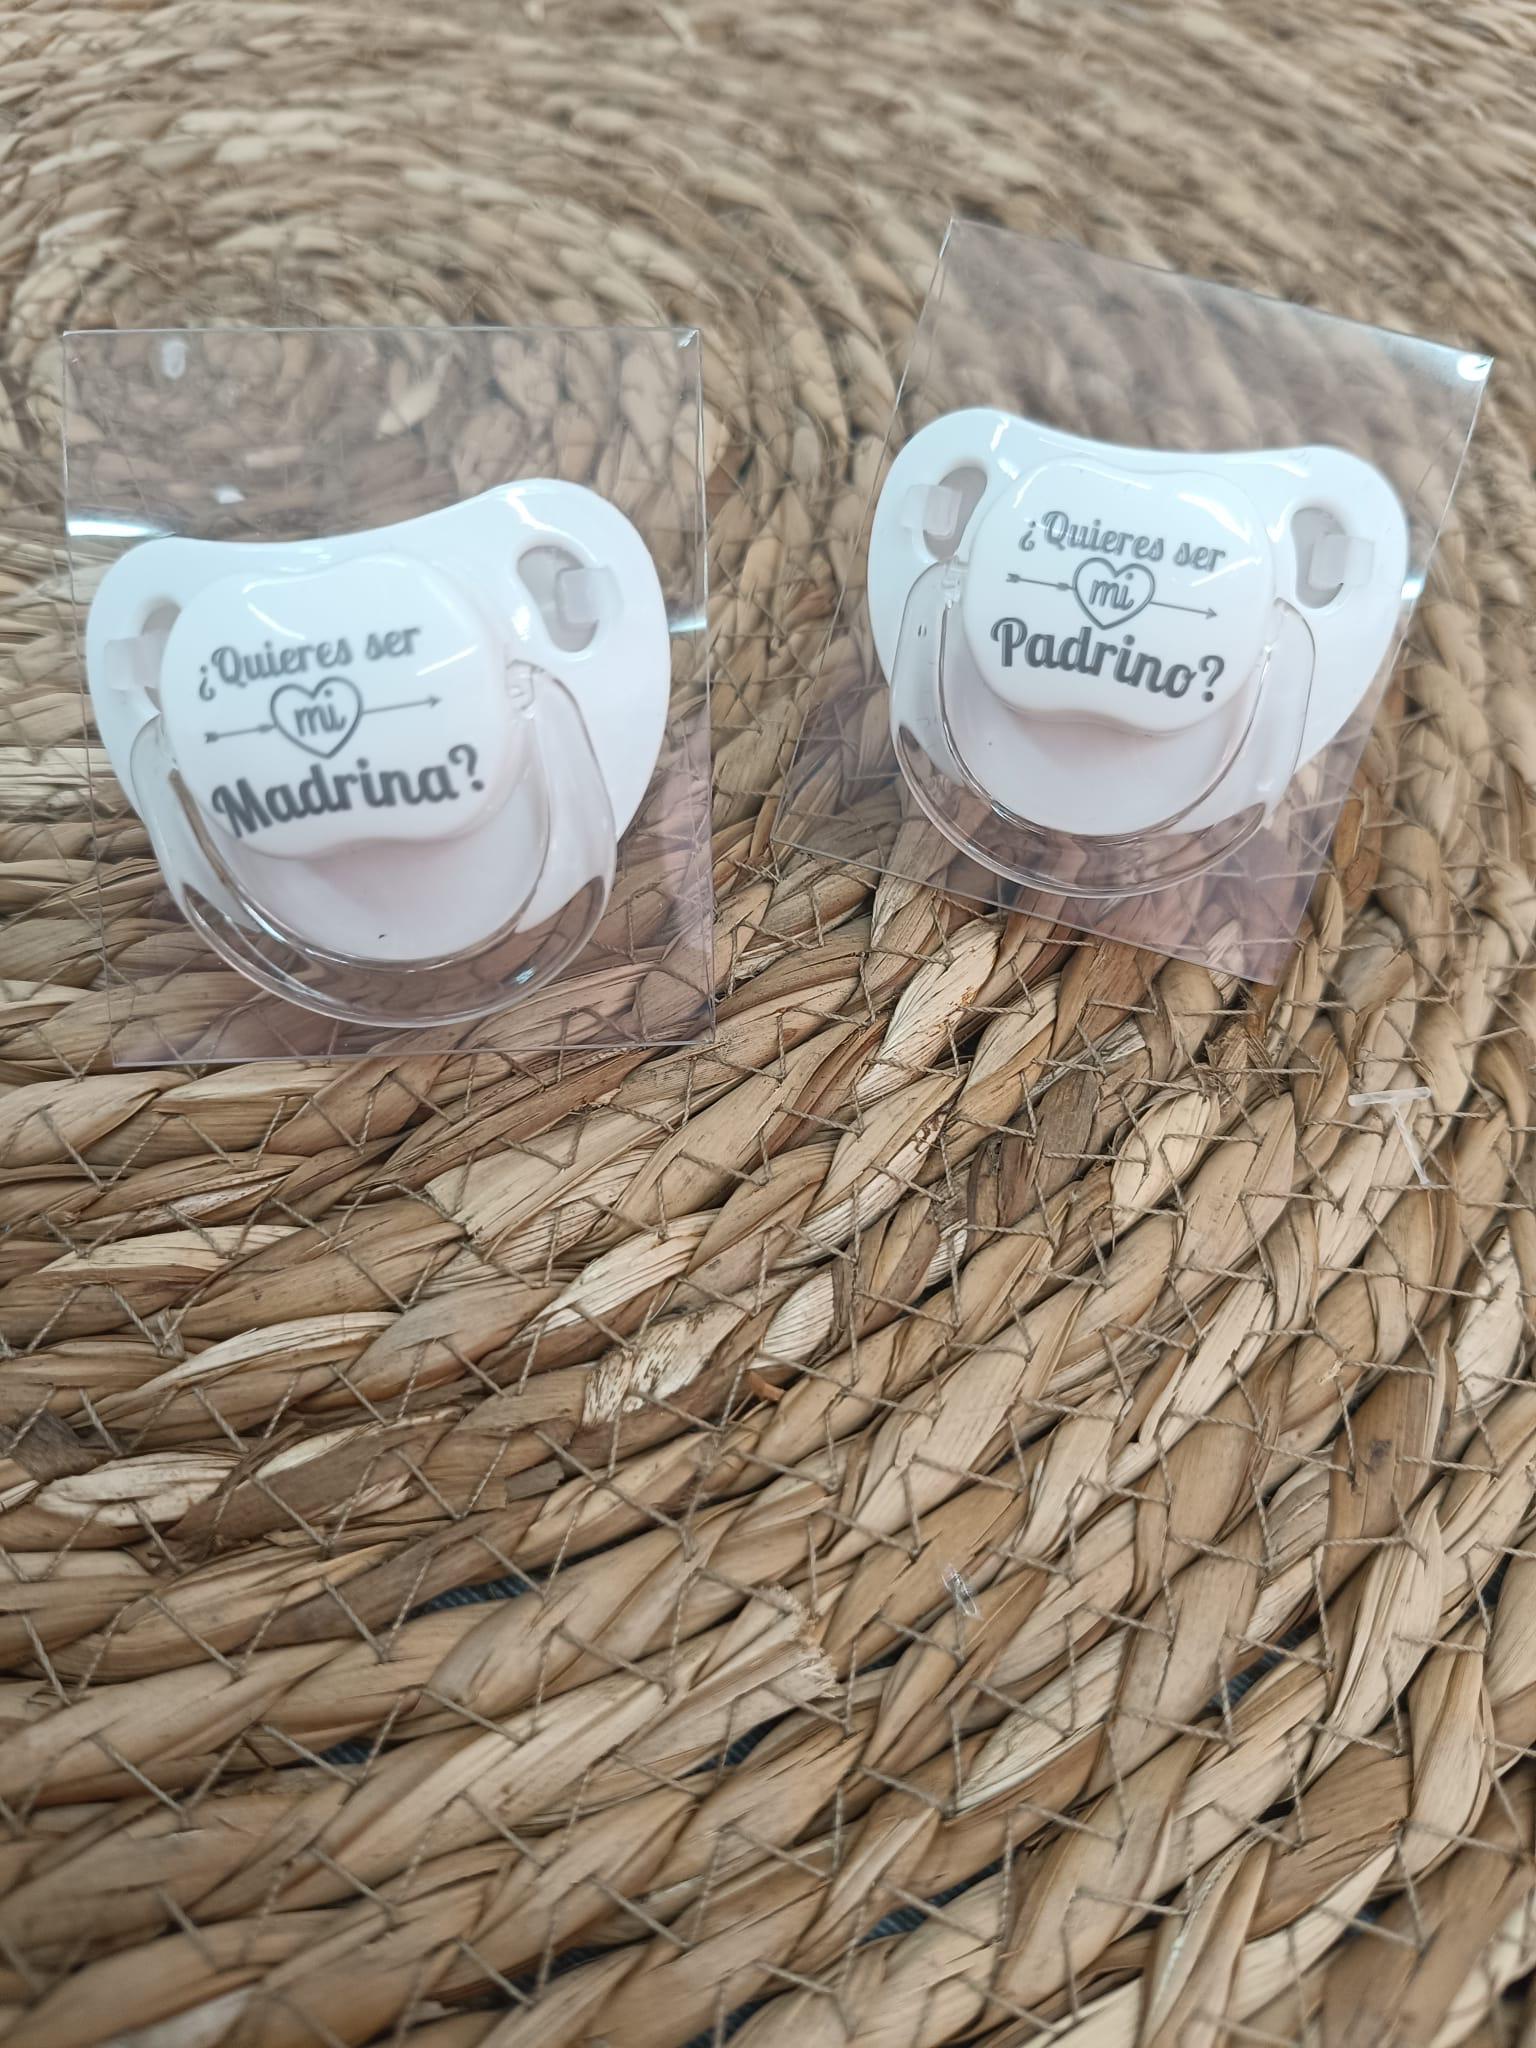 ¿Quieres ser
mi
Madrina?
¿Quieres ser
mi
Padrino?